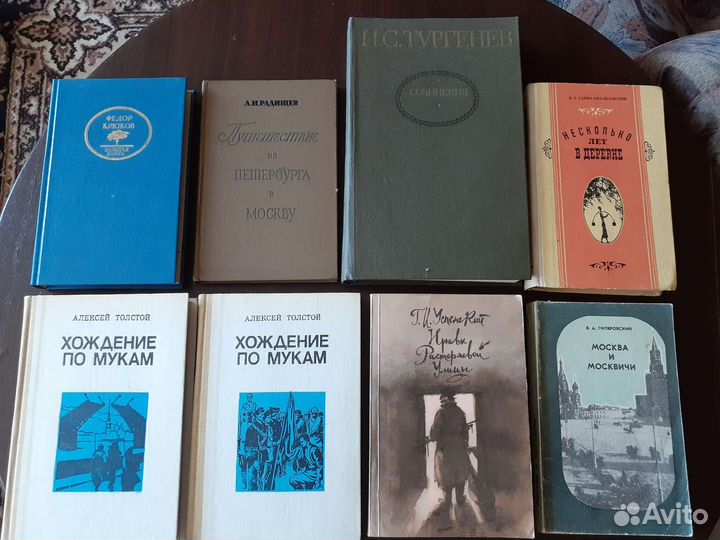 ФЕДОР
КРЮКОВ
А.Н.РАДИЩЕВ
Путешествие
из
ПЕТЕРБУРГА
в
МОСКВУ
И.С.ТУРГЕНЕВ
СОЧИНЕНИЯ
Н. Г. ГАРИН-МИХАЙЛОВСКИЙ
НЕСКОЛЬКО
ЛЕТ
В ДЕРЕВНЕ
АЛЕКСЕЙ ТОЛСТОЙ
ХОЖДЕНИЕ
ПО МУКАМ
АЛЕКСЕЙ ТОЛСТОЙ
ХОЖДЕНИЕ
ПО МУКАМ
Г.И.Успенский
Нравы
Растеряевой
Улицы
В. А. ГИЛЯРОВСКИЙ
МОСКВА
И
МОСКВИЧИ
Avito